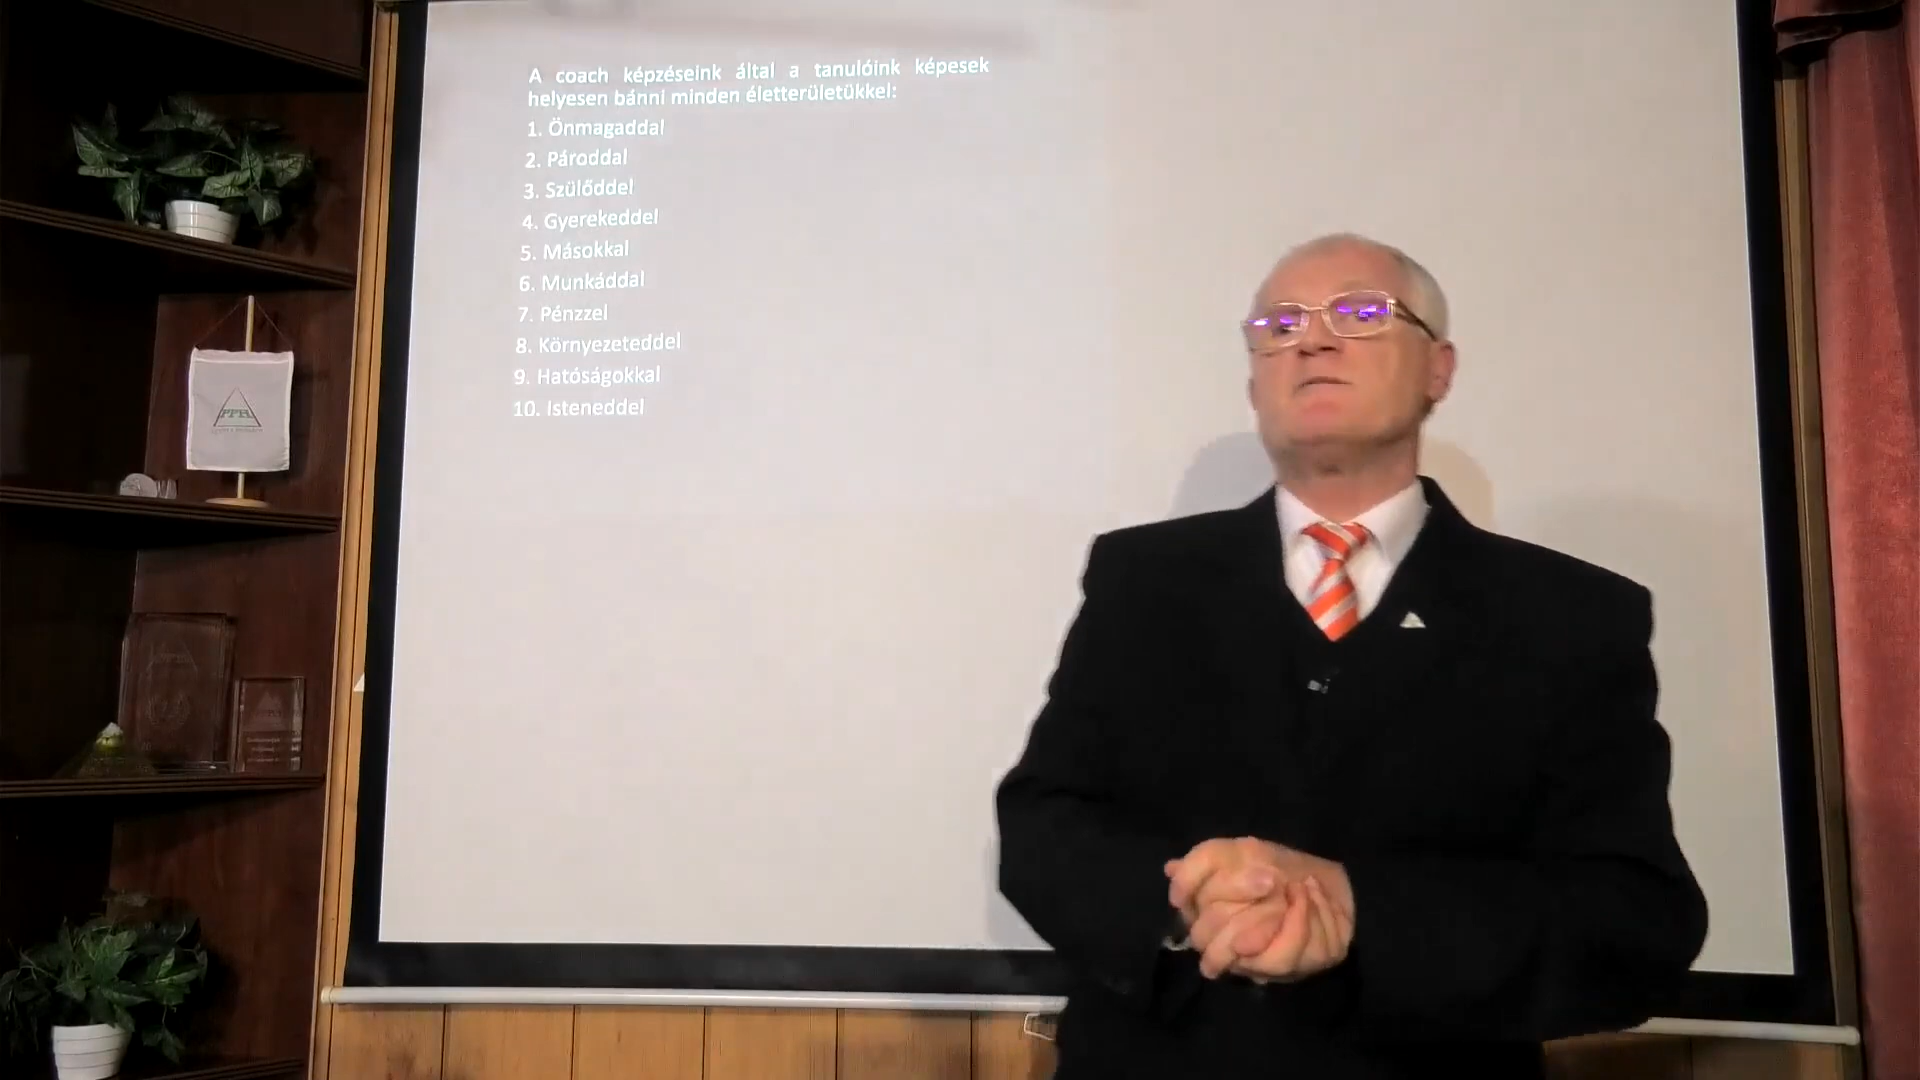 A coach képzéseink által a tanulóink képesek
helyesen bánni minden életterületükkel:
1. Önmagaddal
2. Pároddal
3. Szülőddel
4. Gyerekeddel
5. Másokkal
6. Munkáddal
7. Pénzzel
8. Környezeteddel
9. Hatóságokkal
10. Isteneddel